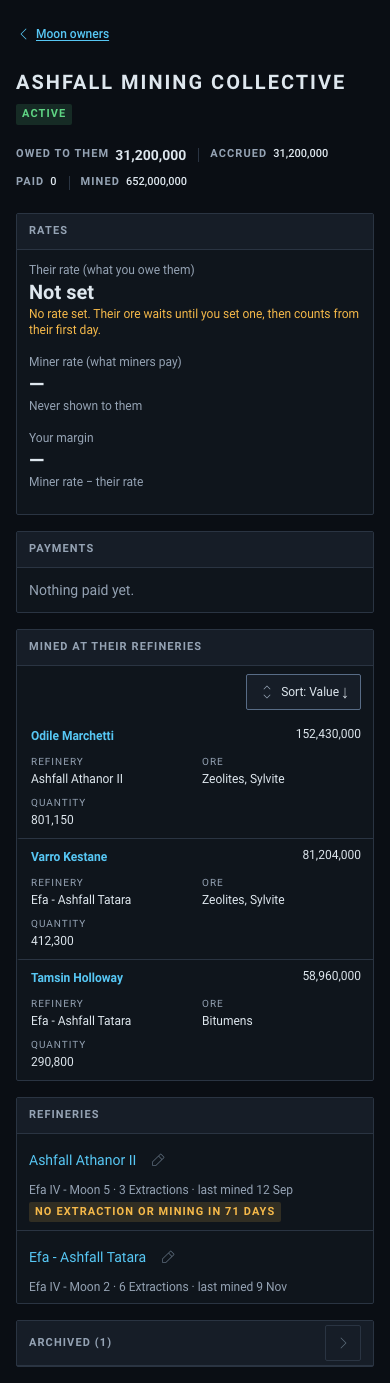 Moon owners
ASHFALL MINING COLLECTIVE
ACTIVE
OWED TO THEM 31,200,000 ACCRUED 31,200,000
PAID 0 MINED 652,000,000
RATES
Their rate (what you owe them)
Not set
No rate set. Their ore waits until you set one, then counts from
their first day.
Miner rate (what miners pay)
—
Never shown to them
Your margin
—
Miner rate − their rate
PAYMENTS
Nothing paid yet.
MINED AT THEIR REFINERIES
Sort: Value ↓
Odile Marchetti 152,430,000
REFINERY ORE
Ashfall Athanor II Zeolites, Sylvite
QUANTITY
801,150
Varro Kestane 81,204,000
REFINERY ORE
Efa - Ashfall Tatara Zeolites, Sylvite
QUANTITY
412,300
Tamsin Holloway 58,960,000
REFINERY ORE
Efa - Ashfall Tatara Bitumens
QUANTITY
290,800
REFINERIES
Ashfall Athanor II
Efa IV - Moon 5 · 3 Extractions · last mined 12 Sep
NO EXTRACTION OR MINING IN 71 DAYS
Efa - Ashfall Tatara
Efa IV - Moon 2 · 6 Extractions · last mined 9 Nov
ARCHIVED (1)